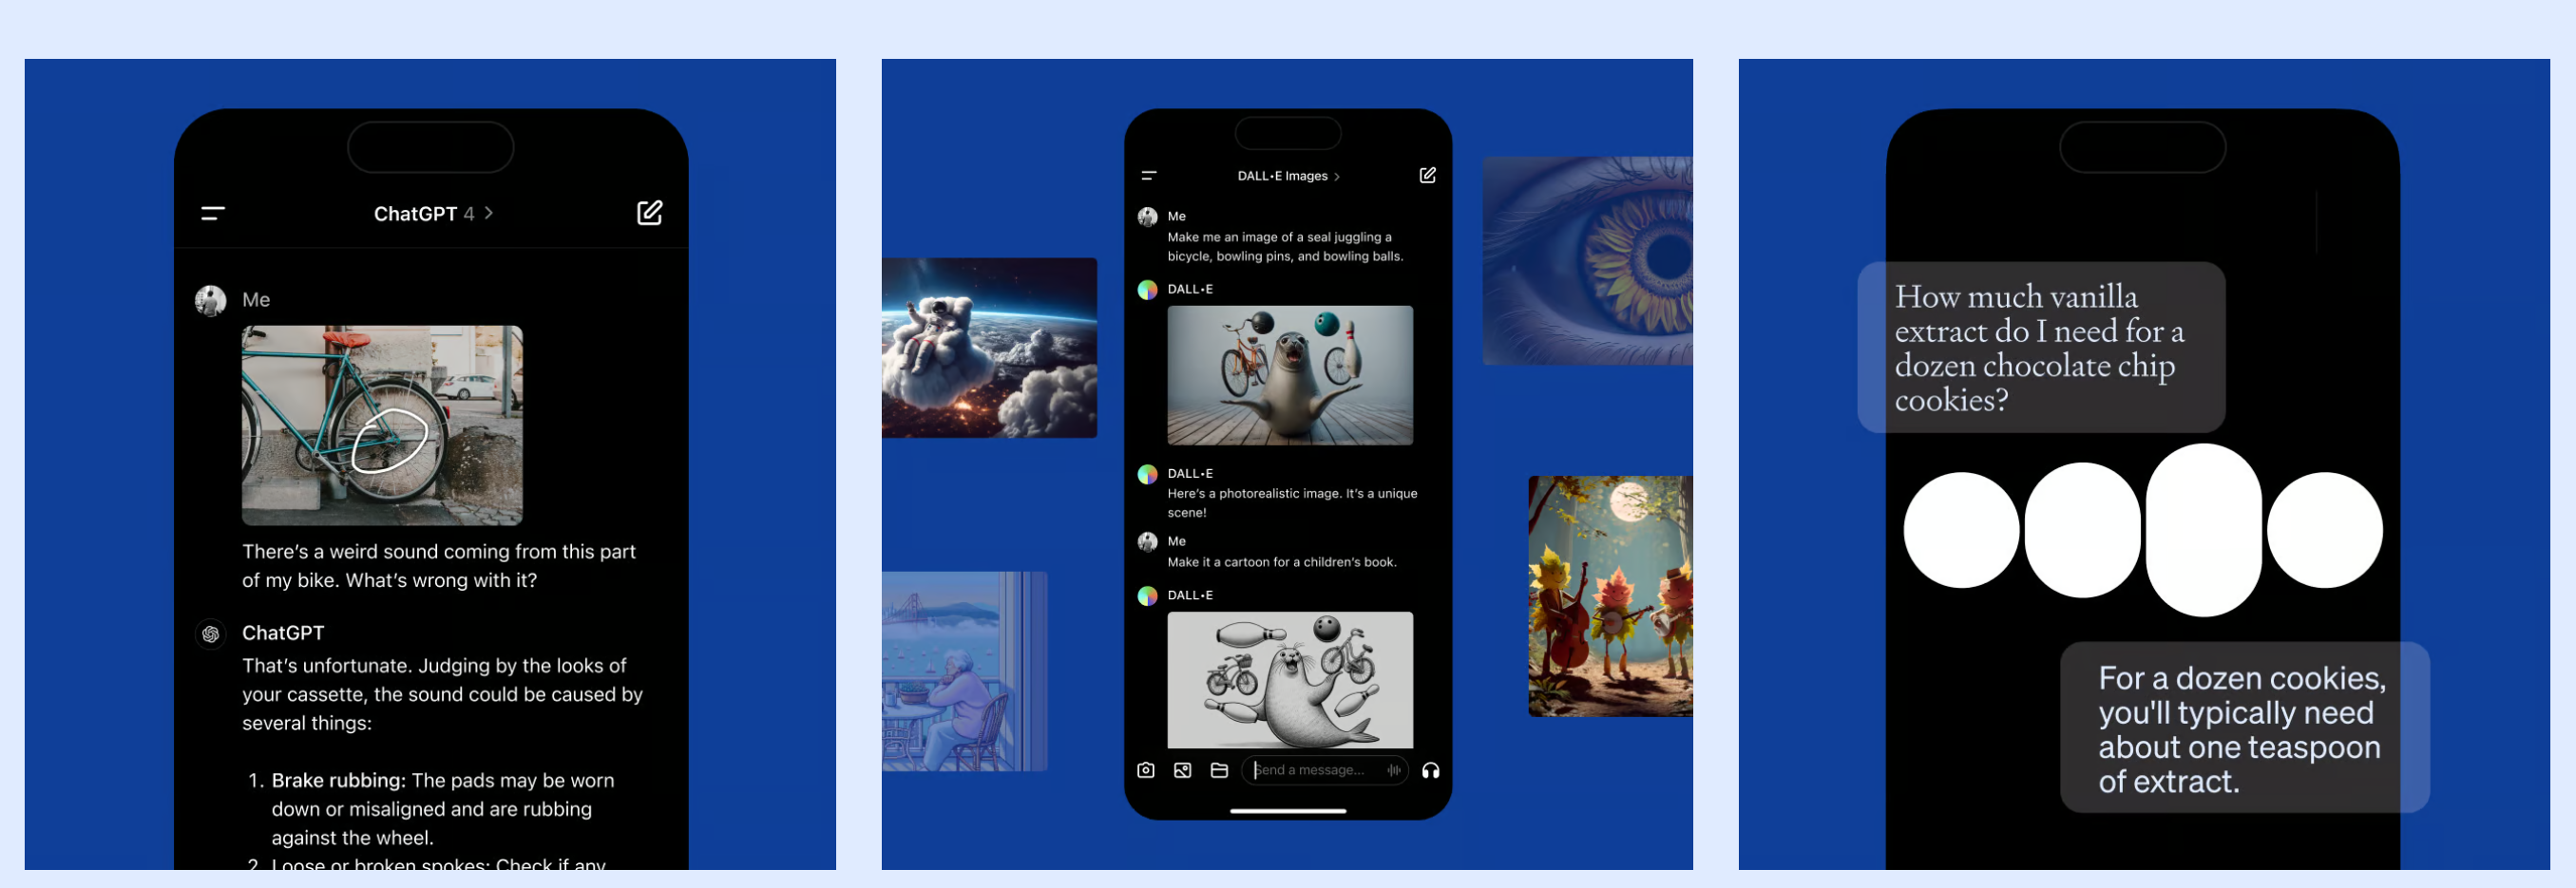 ChatGPT 4 >
Me
There’s a weird sound coming from this part
of my bike. What’s wrong with it?
ChatGPT
That’s unfortunate. Judging by the looks of
your cassette, the sound could be caused by
several things:
1. Brake rubbing: The pads may be worn
down or misaligned and are rubbing
against the wheel.
2. Loose or broken spokes: Check if any
DALL·E Images >
Me
Make me an image of a seal juggling a
bicycle, bowling pins, and bowling balls.
DALL·E
DALL·E
Here’s a photorealistic image. It’s a unique
scene!
Me
Make it a cartoon for a children’s book.
DALL·E
Send a message...
How much vanilla
extract do I need for a
dozen chocolate chip
cookies?
For a dozen cookies,
you'll typically need
about one teaspoon
of extract.